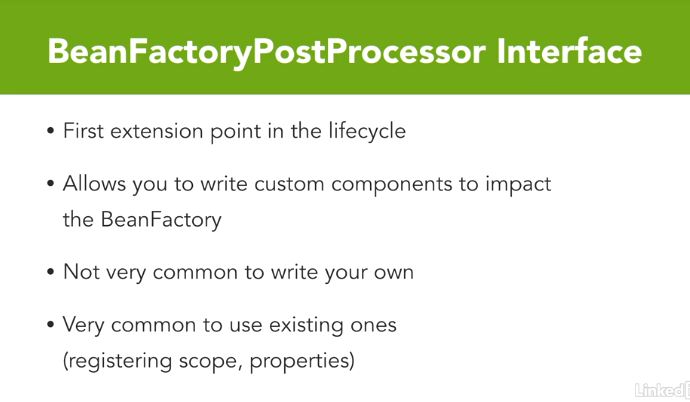 BeanFactoryPostProcessor Interface
• First extension point in the lifecycle
• Allows you to write custom components to impact
the BeanFactory
• Not very common to write your own
• Very common to use existing ones
(registering scope, properties)
Linked